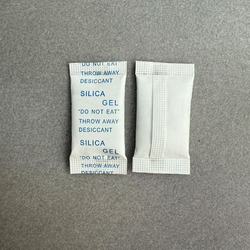 "DO NOT EAT"
THROW AWAY
DESICCANT
SILICA
GEL
"DO NOT EAT"
THROW AWAY
DESICCANT
SILICA
GEL
"DO NOT EAT"
THROW AWAY
DESICCANT